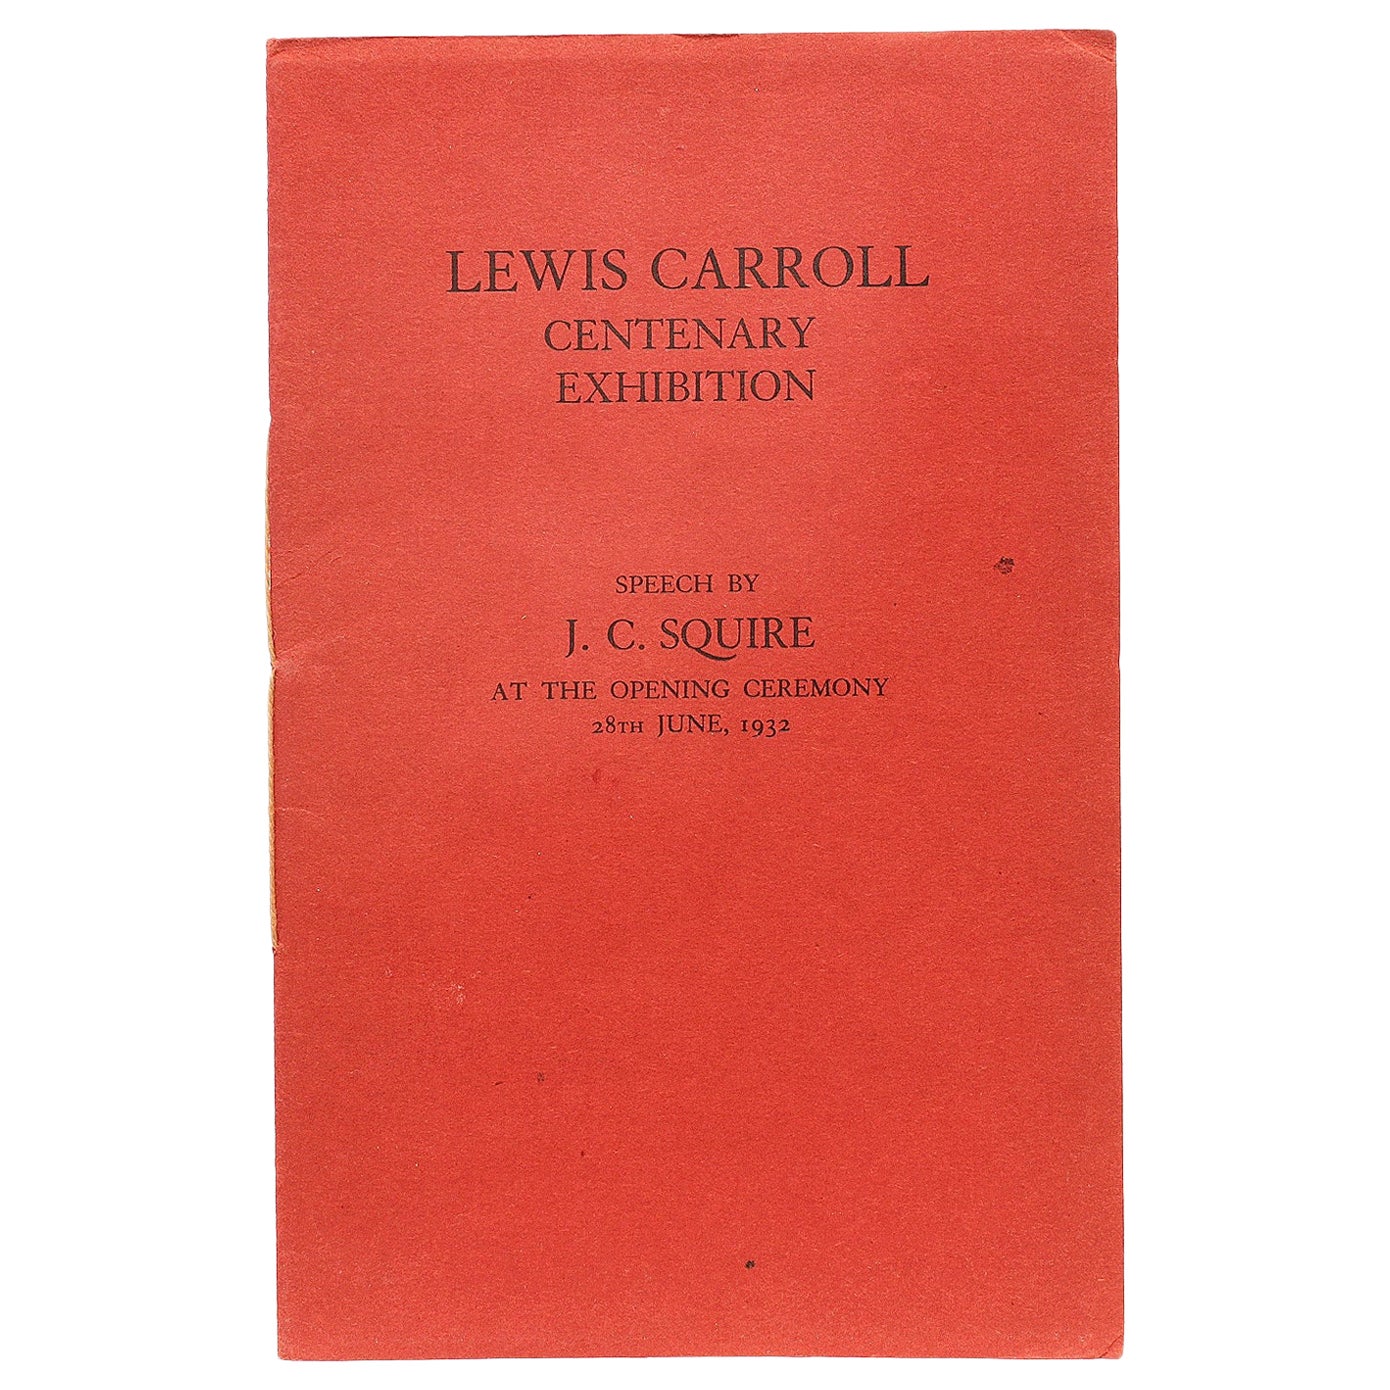 LEWIS CARROLL
CENTENARY
EXHIBITION
SPEECH BY
J. C. SQUIRE
AT THE OPENING CEREMONY
28TH JUNE, 1932